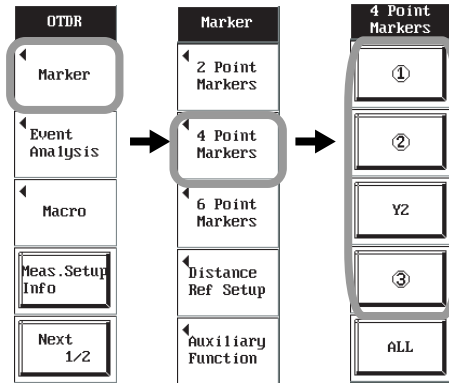 OTDR
Marker
Event
Analysis
Macro
Meas.Setup
Info
Next
1/2
Marker
2 Point
Markers
4 Point
Markers
6 Point
Markers
Distance
Ref Setup
Auxiliary
Function
4 Point
Markers
①
②
Y2
③
ALL